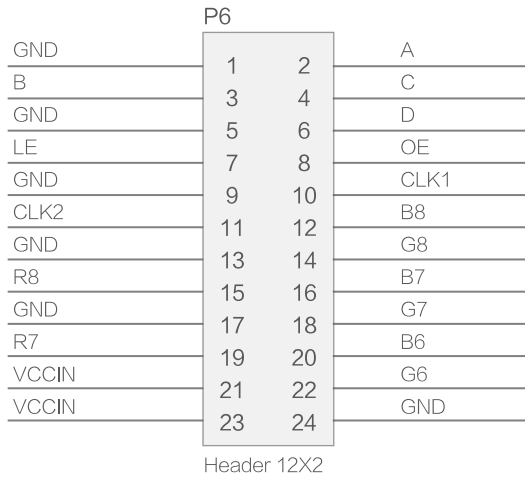 P6
GND 1 2 A
B 3 4 C
GND 5 6 D
LE 7 8 OE
GND 9 10 CLK1
CLK2 11 12 B8
GND 13 14 G8
R8 15 16 B7
GND 17 18 G7
R7 19 20 B6
VCCIN 21 22 G6
VCCIN 23 24 GND
Header 12X2